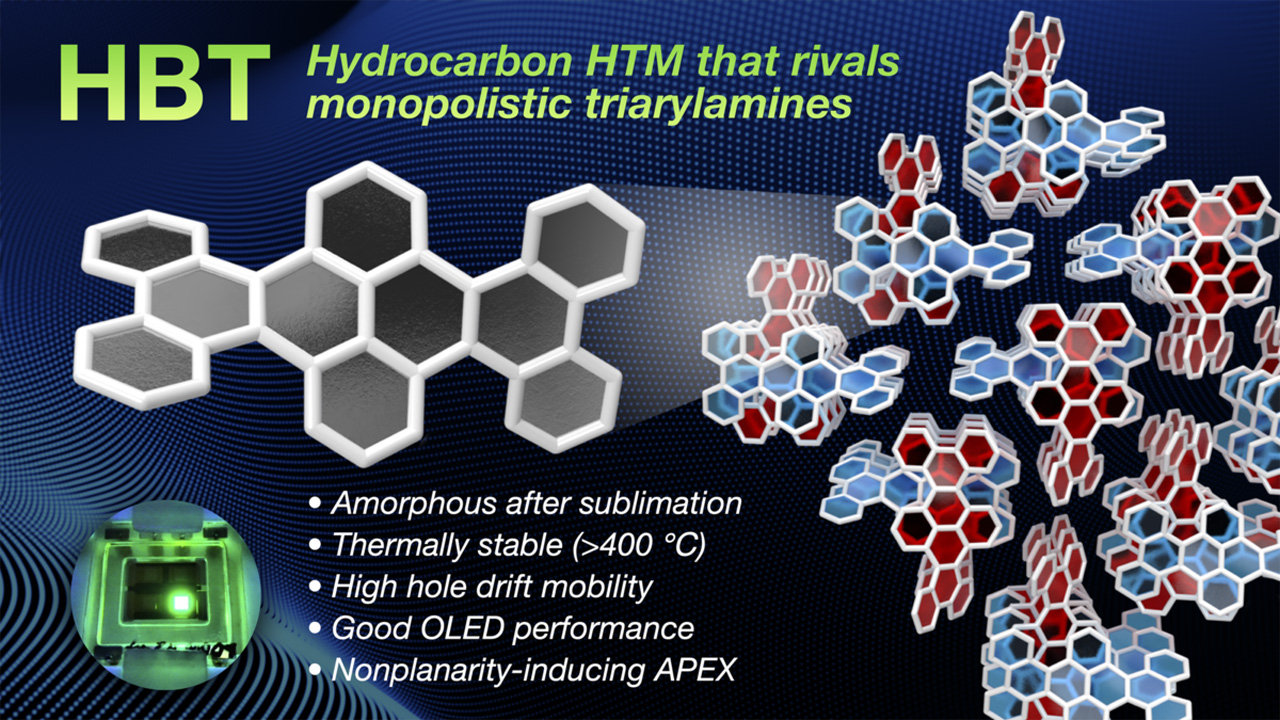 HBT
Hydrocarbon HTM that rivals
monopolistic triarylamines
• Amorphous after sublimation
• Thermally stable (>400 °C)
• High hole drift mobility
• Good OLED performance
• Nonplanarity-inducing APEX